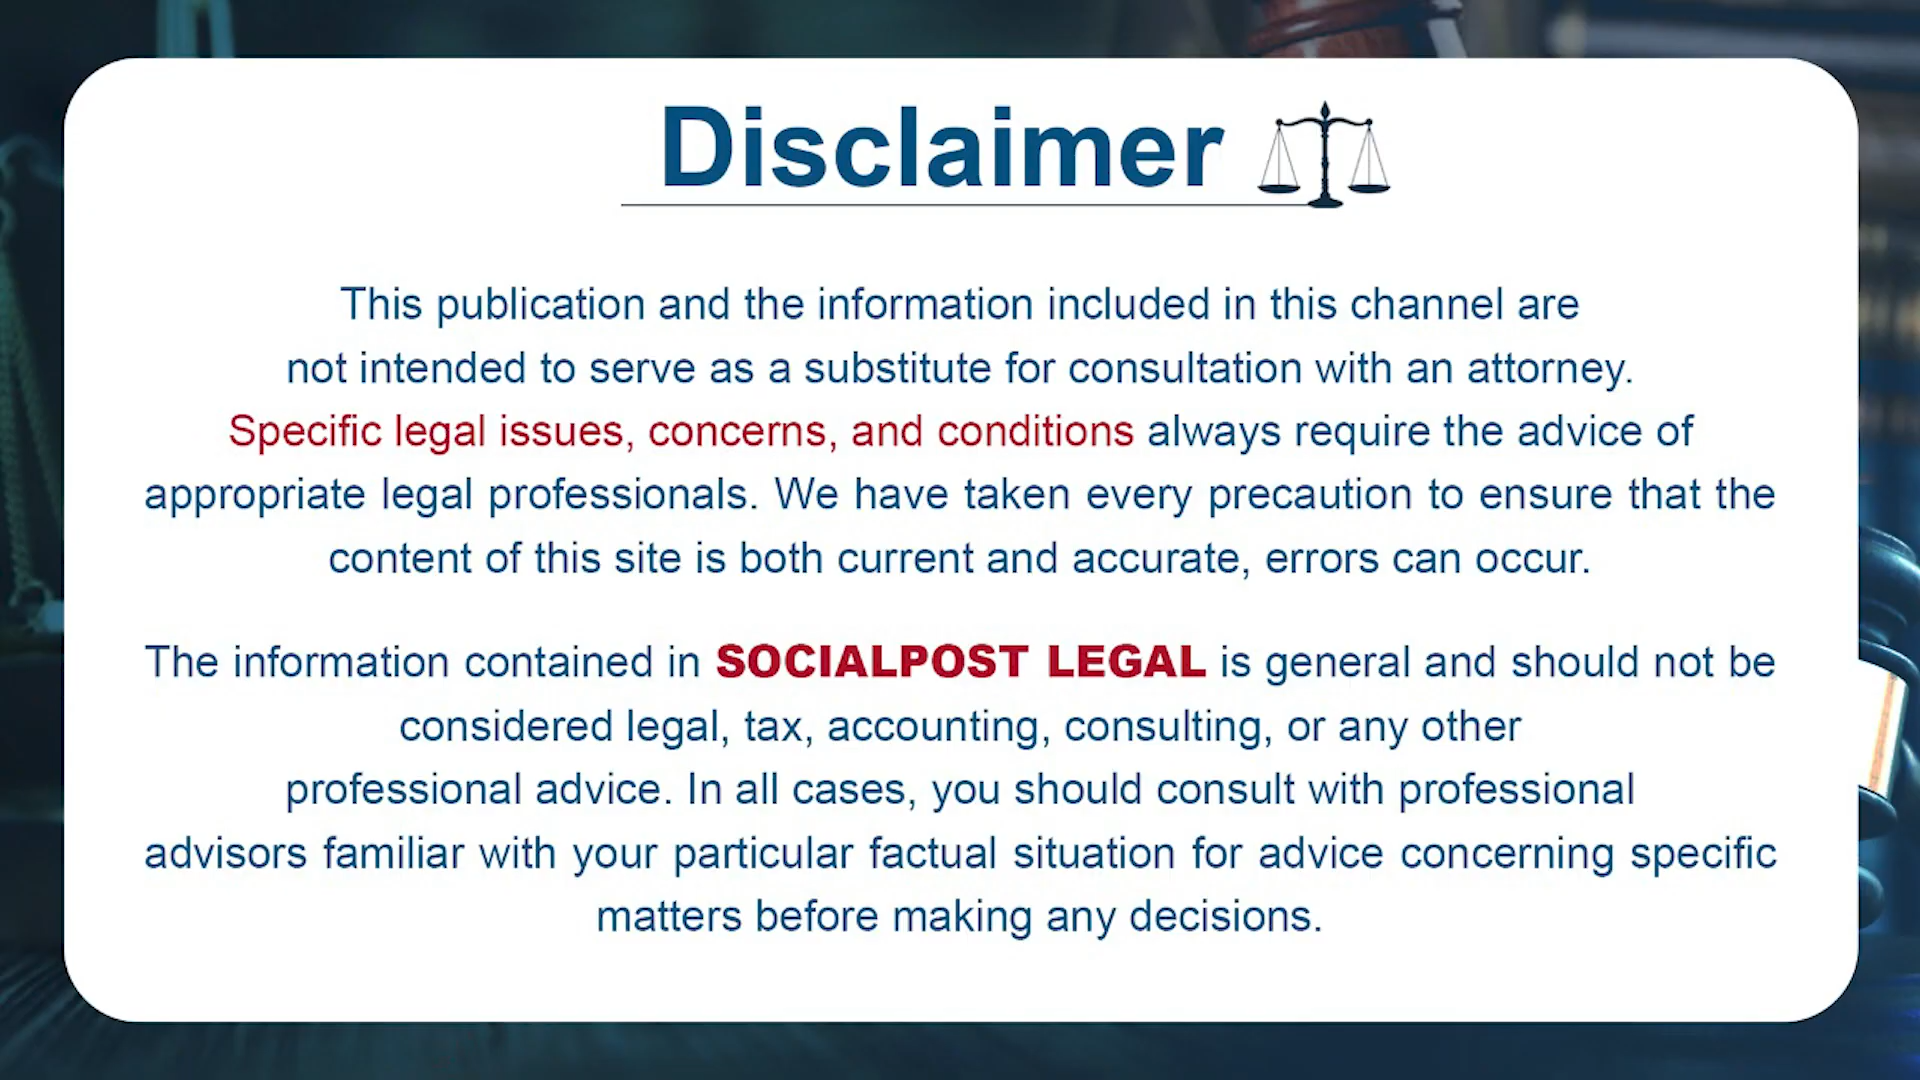 Disclaimer
This publication and the information included in this channel are
not intended to serve as a substitute for consultation with an attorney.
Specific legal issues, concerns, and conditions always require the advice of
appropriate legal professionals. We have taken every precaution to ensure that the
content of this site is both current and accurate, errors can occur.
The information contained in SOCIALPOST LEGAL is general and should not be
considered legal, tax, accounting, consulting, or any other
professional advice. In all cases, you should consult with professional
advisors familiar with your particular factual situation for advice concerning specific
matters before making any decisions.